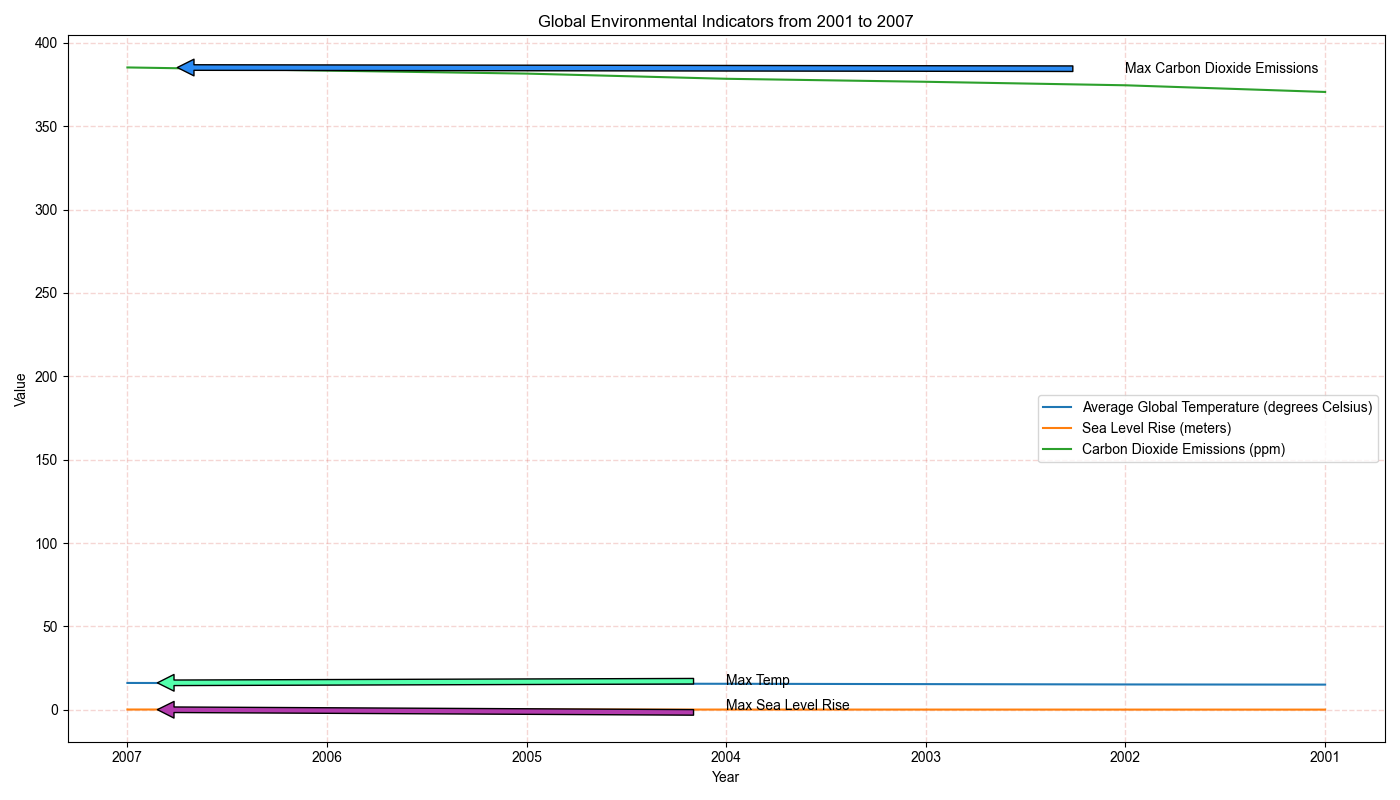 Global Environmental Indicators from 2001 to 2007
400
350
300
250
200
150
100
50
0
Value
Max Carbon Dioxide Emissions
Average Global Temperature (degrees Celsius)
Sea Level Rise (meters)
Carbon Dioxide Emissions (ppm)
Max Temp
Max Sea Level Rise
2007 2006 2005 2004 2003 2002 2001
Year